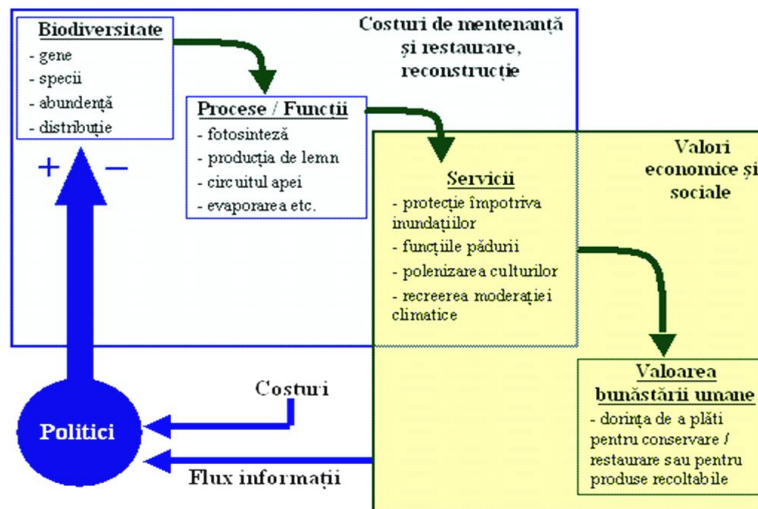 Biodiversitate
- gene
- specii
- abundență
- distribuție
Costuri de mentenanță
și restaurare,
reconstrucție
Procese / Funcții
- fotosinteză
- producția de lemn
- circuitul apei
- evaporarea etc.
+ –
Valori
economice și
sociale
Servicii
- protecție împotriva
inundațiilor
- funcțiile pădurii
- polenizarea culturilor
- recreerea moderației
climatice
Valoarea
bunăstării umane
- dorința de a plăti
pentru conservare /
restaurare sau pentru
produse recoltabile
Costuri
Politici
Flux informații